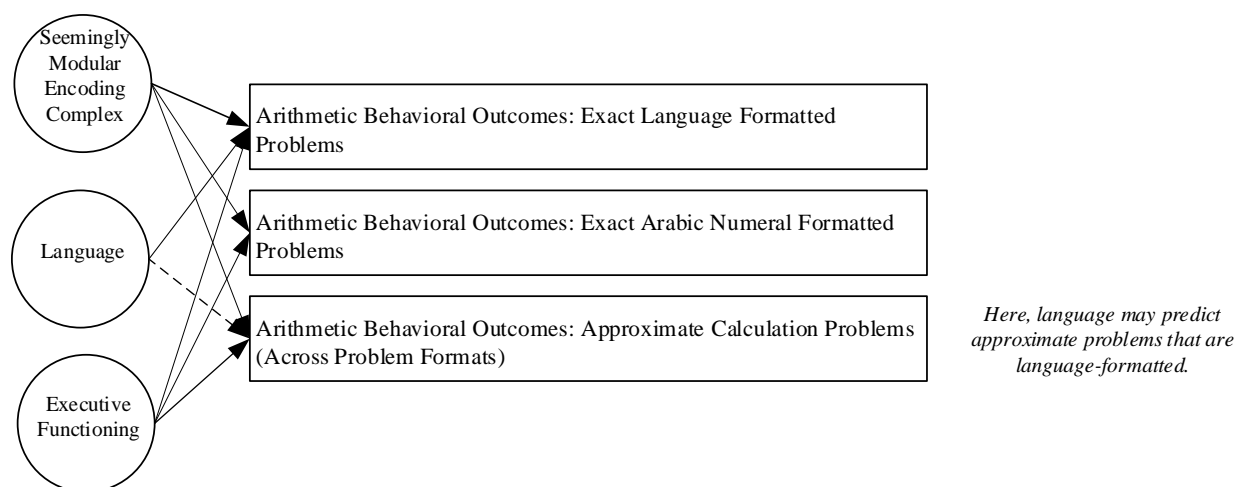 Seemingly
Modular
Encoding
Complex
Arithmetic Behavioral Outcomes: Exact Language Formatted
Problems
Language
Arithmetic Behavioral Outcomes: Exact Arabic Numeral Formatted
Problems
Arithmetic Behavioral Outcomes: Approximate Calculation Problems
(Across Problem Formats)
Here, language may predict
approximate problems that are
language-formatted.
Executive
Functioning